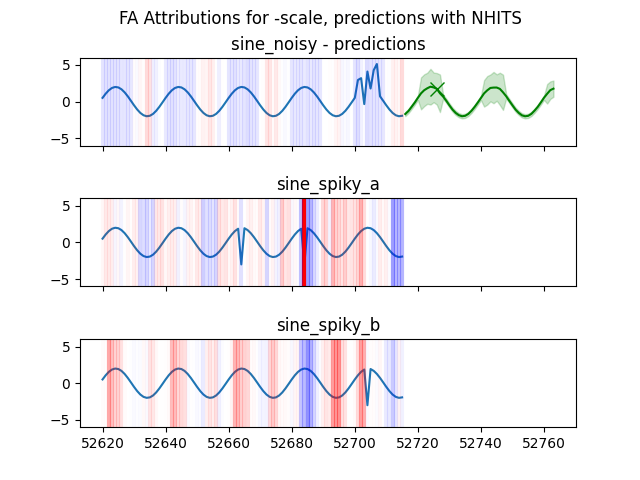 FA Attributions for -scale, predictions with NHITS
sine_noisy - predictions
5
0
−5
sine_spiky_a
5
0
−5
sine_spiky_b
5
0
−5
52620 52640 52660 52680 52700 52720 52740 52760